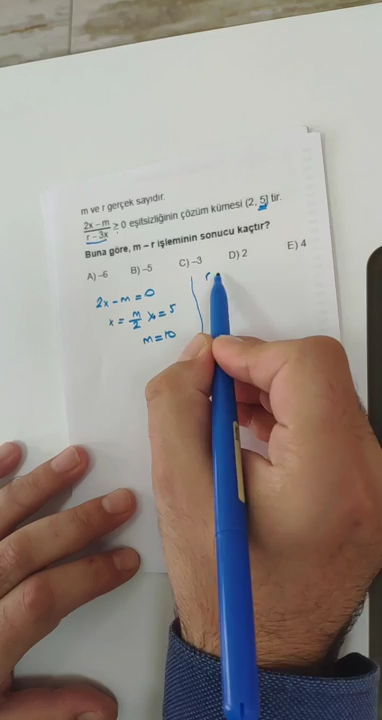 m ve r gerçek sayıdır.
2x – m
r – 3x
≥ 0 eşitsizliğinin çözüm kümesi (2, 5] tir.
Buna göre, m – r işleminin sonucu kaçtır?
A) –6 B) –5 C) –3 D) 2 E) 4
2x – m = 0
x = m/2 x = 5
m = 10
r